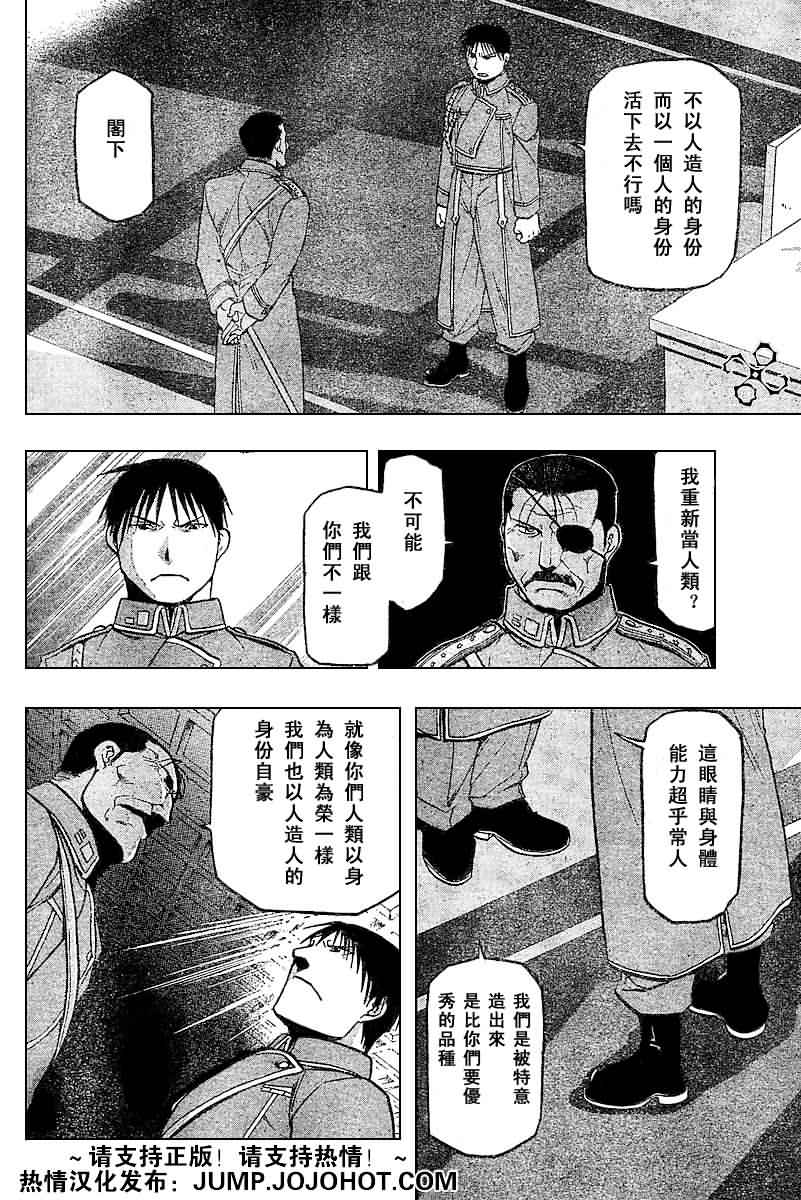 不以人造人的身份
而以一個人的身份
活下去不行嗎
閣下
我重新當人類？
不可能
我們跟
你們不一樣
這眼睛與身體
能力超乎常人
我們是被特意
造出來
是比你們要優
秀的品種
就像你們人類以身
為人類為榮一樣
我們也以人造人的
身份自豪
~请支持正版！请支持热情！~
热情汉化发布：JUMP.JOJOHOT.COM